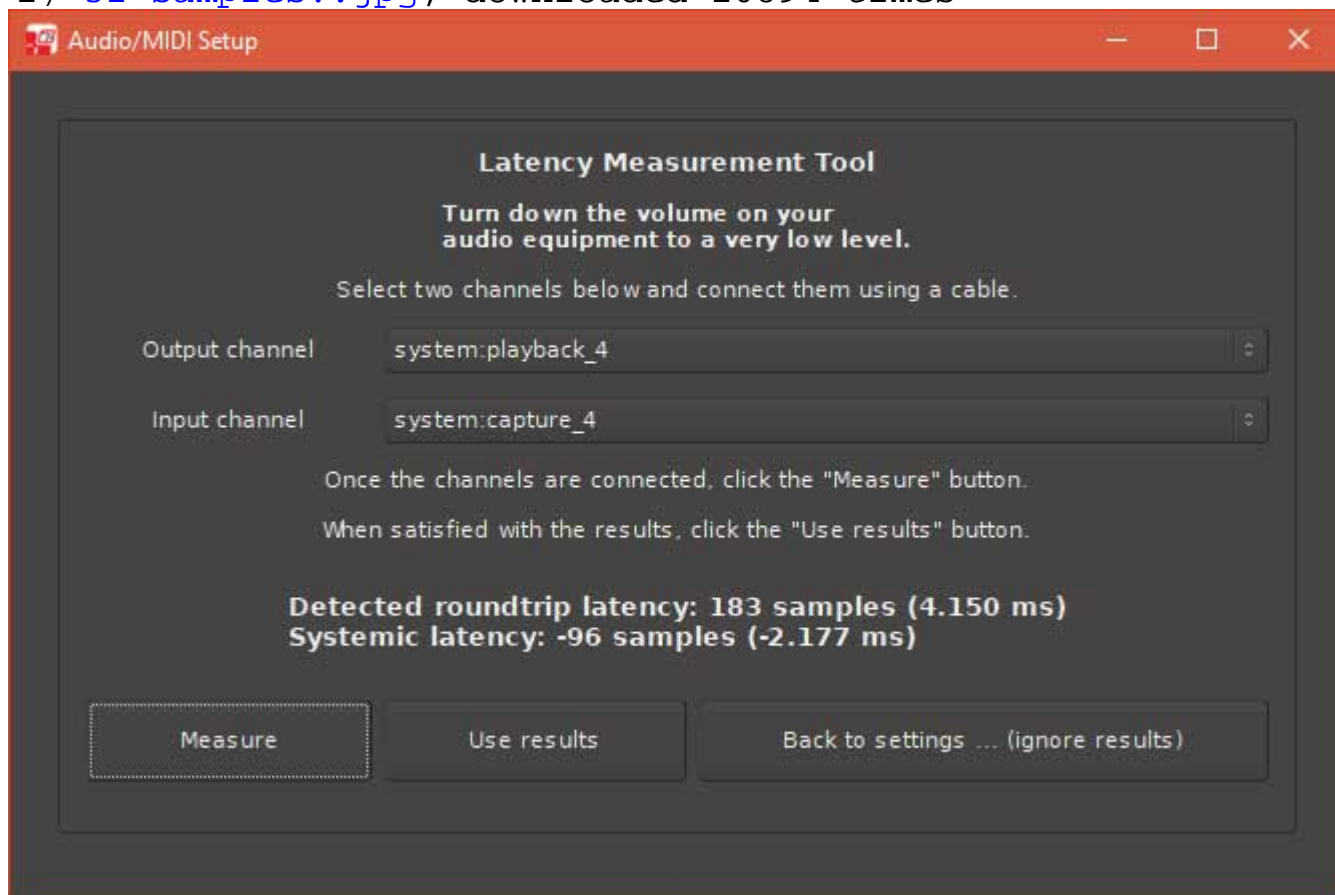 Audio/MIDI Setup
Latency Measurement Tool
Turn down the volume on your
audio equipment to a very low level.
Select two channels below and connect them using a cable.
Output channel system:playback_4
Input channel system:capture_4
Once the channels are connected, click the "Measure" button.
When satisfied with the results, click the "Use results" button.
Detected roundtrip latency: 183 samples (4.150 ms)
Systemic latency: -96 samples (-2.177 ms)
Measure Use results Back to settings ... (ignore results)